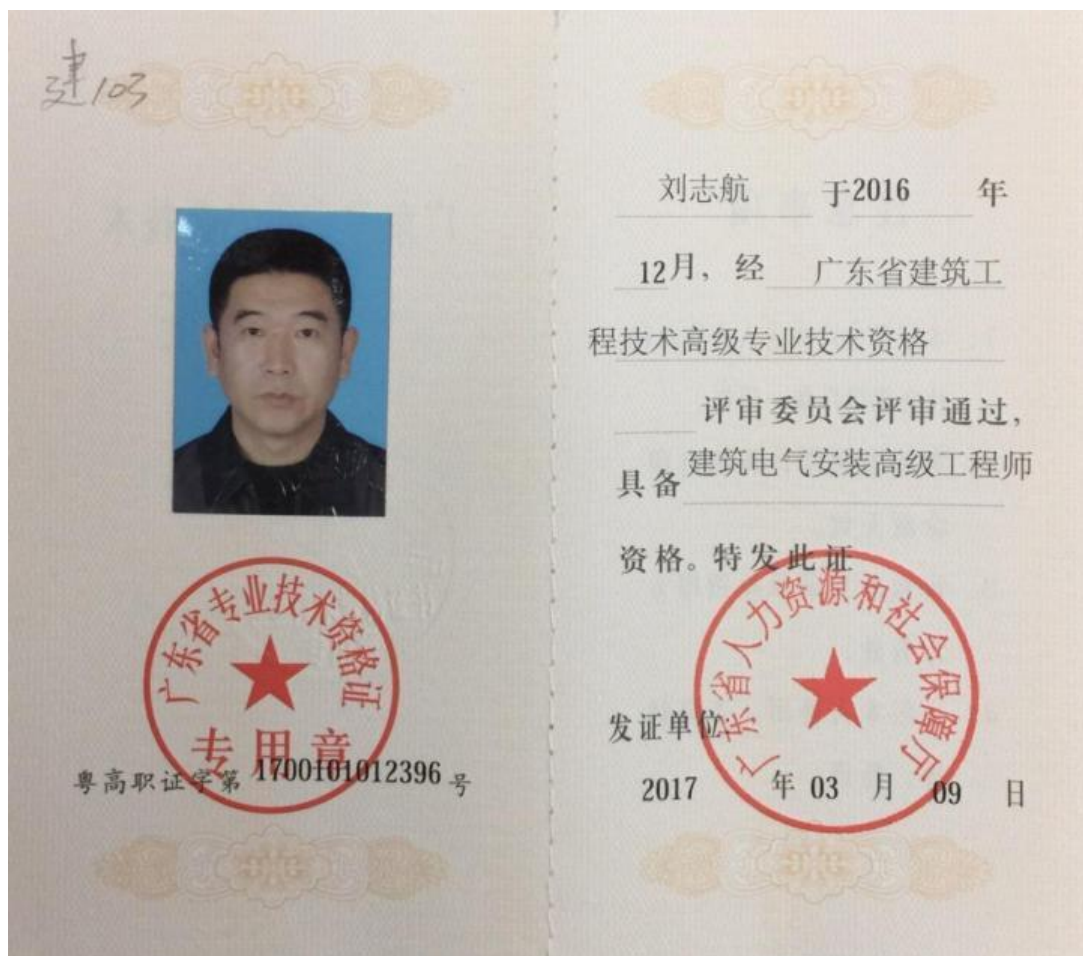 建103
广东省专业技术资格证
专用章
粤高职证字第 1700101012396 号
刘志航 于2016 年
12月，经 广东省建筑工
程技术高级专业技术资格
评审委员会评审通过，
具备建筑电气安装高级工程师
资格。特发此证
广东省人力资源和社会保障厅
发证单位
2017 年 03 月 09 日